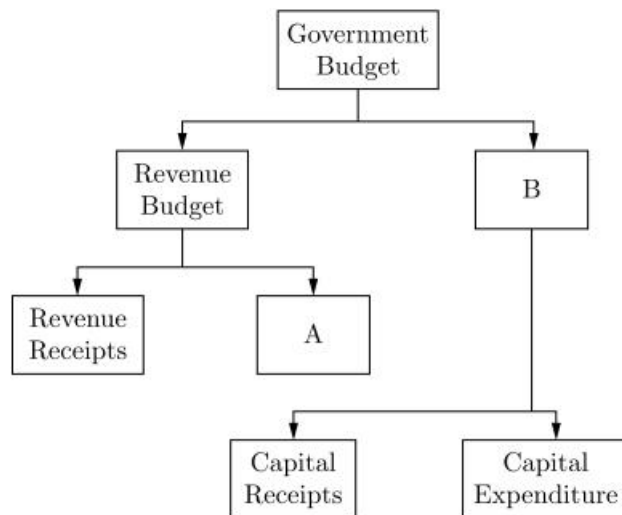 Government
Budget
Revenue
Budget
B
Revenue
Receipts
A
Capital
Receipts
Capital
Expenditure